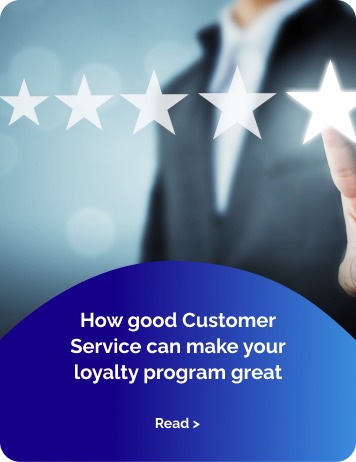 How good Customer
Service can make your
loyalty program great
Read >